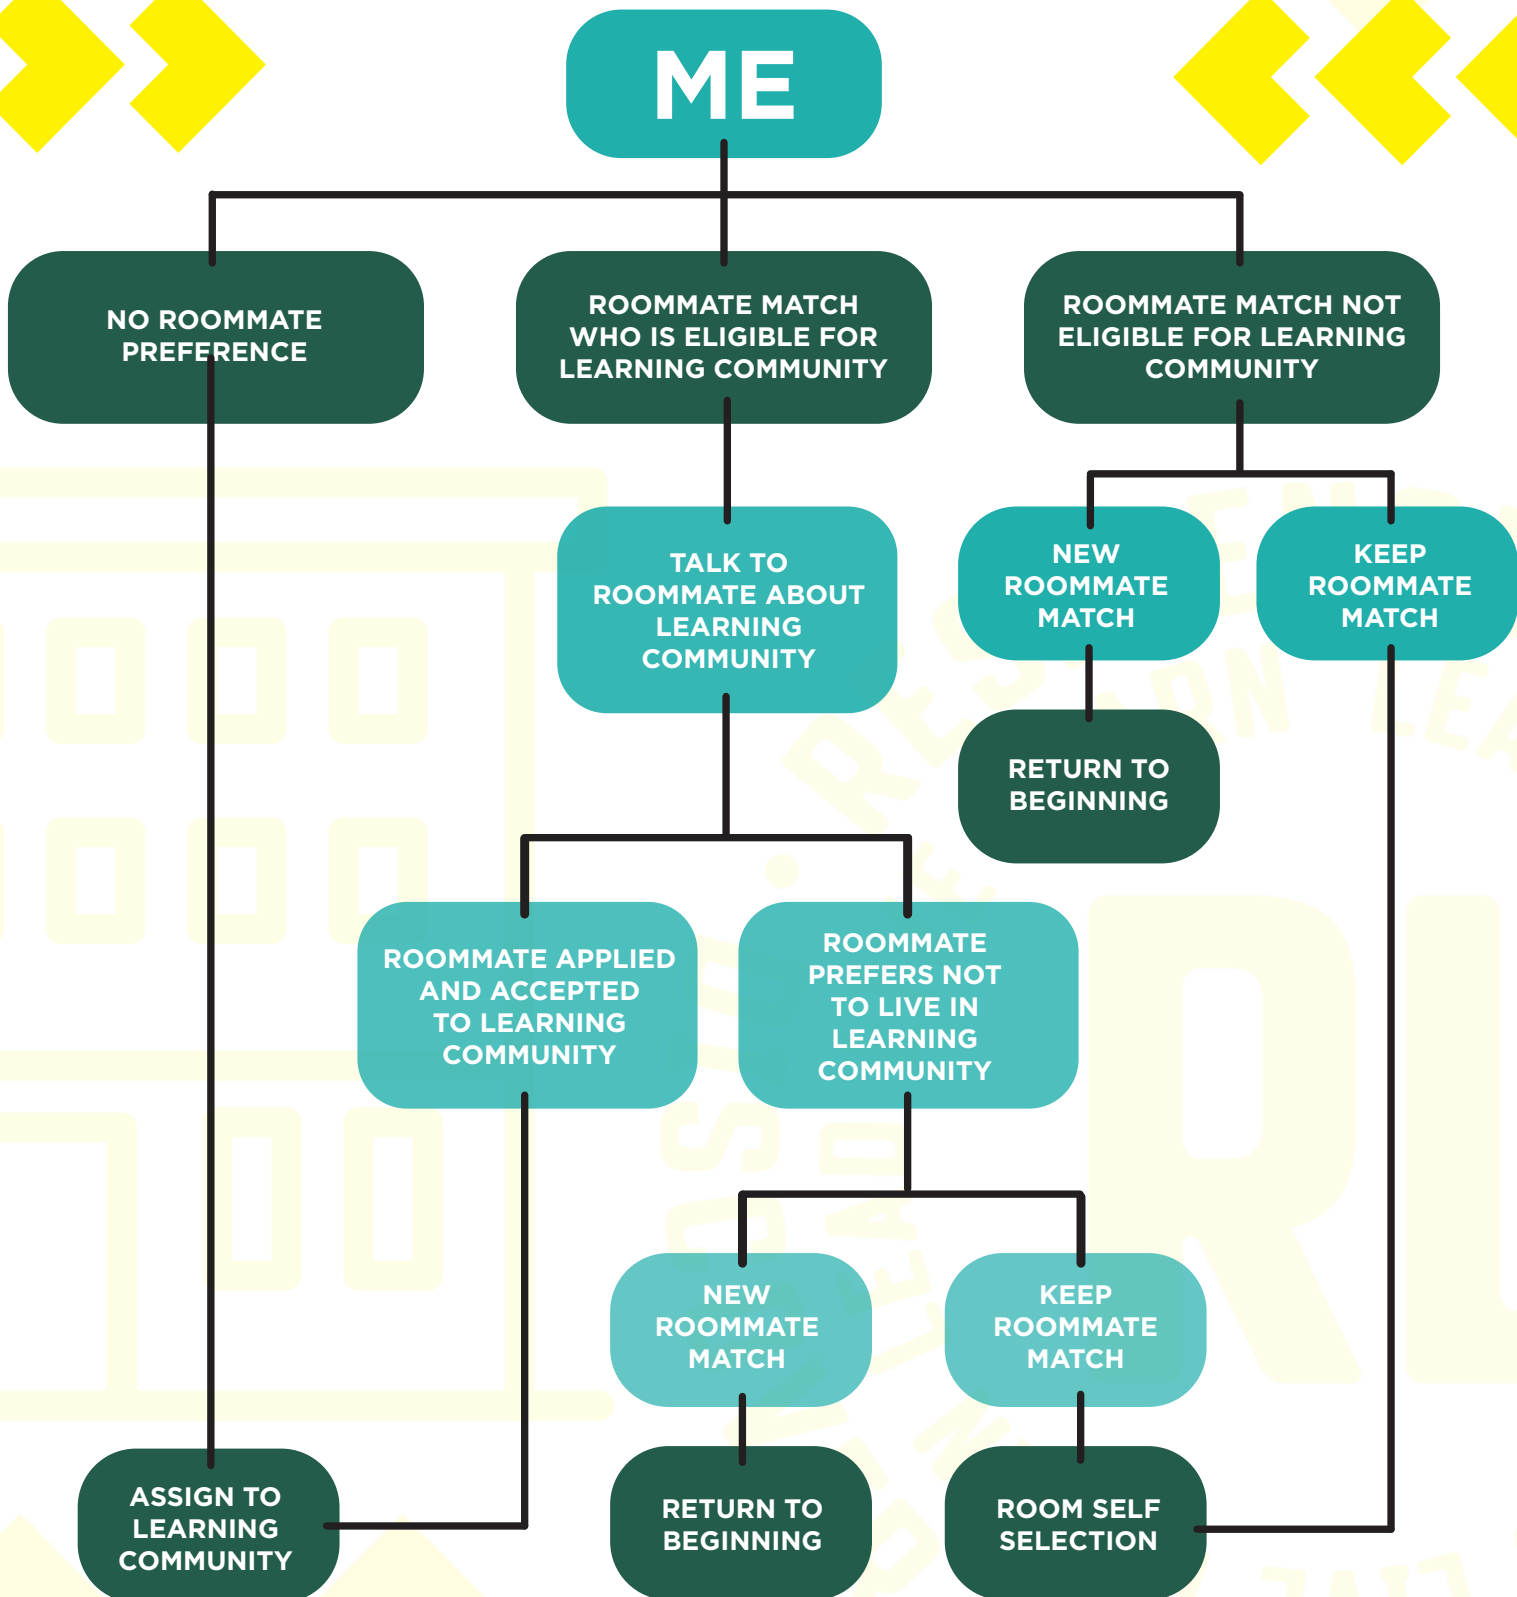 ME
NO ROOMMATE
PREFERENCE
ROOMMATE MATCH
WHO IS ELIGIBLE FOR
LEARNING COMMUNITY
ROOMMATE MATCH NOT
ELIGIBLE FOR LEARNING
COMMUNITY
TALK TO
ROOMMATE ABOUT
LEARNING
COMMUNITY
NEW
ROOMMATE
MATCH
KEEP
ROOMMATE
MATCH
RETURN TO
BEGINNING
ROOMMATE APPLIED
AND ACCEPTED
TO LEARNING
COMMUNITY
ROOMMATE
PREFERS NOT
TO LIVE IN
LEARNING
COMMUNITY
NEW
ROOMMATE
MATCH
KEEP
ROOMMATE
MATCH
ASSIGN TO
LEARNING
COMMUNITY
RETURN TO
BEGINNING
ROOM SELF
SELECTION